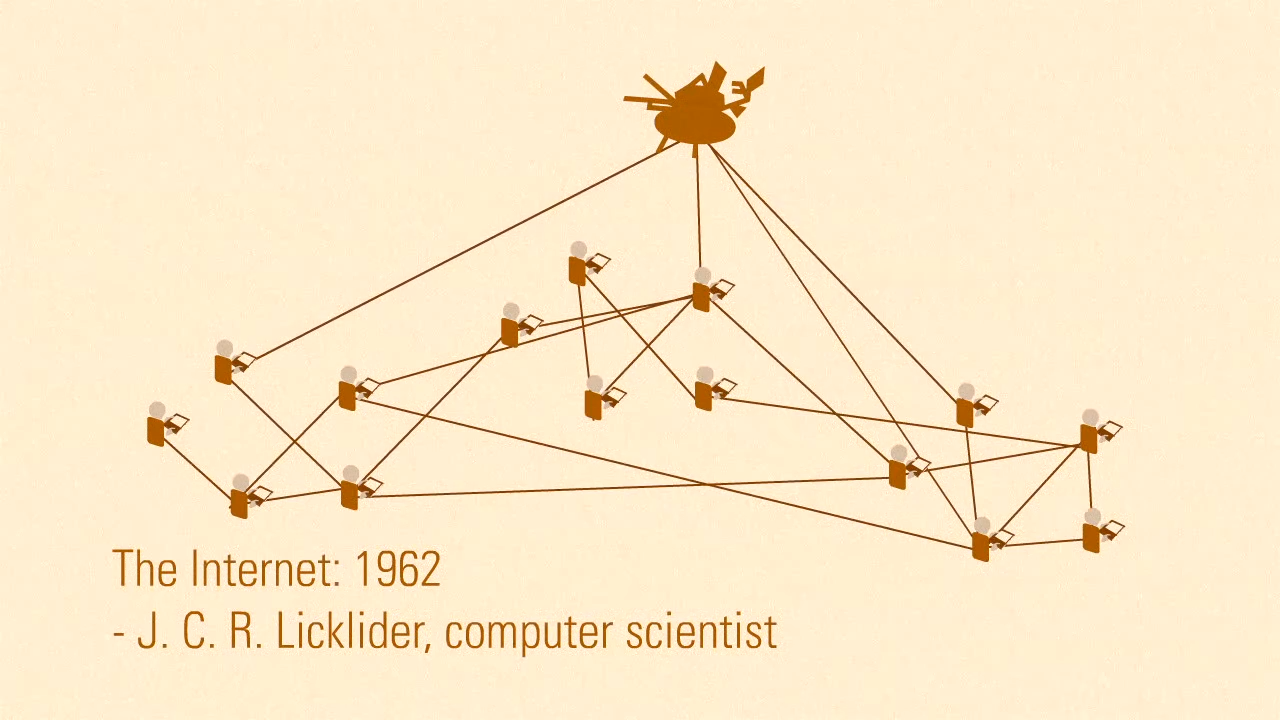 The Internet: 1962
- J. C. R. Licklider, computer scientist